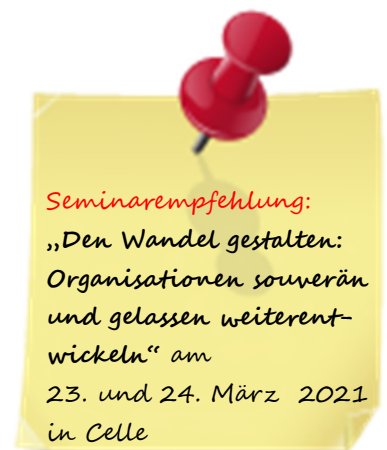 Seminarempfehlung:
„Den Wandel gestalten:
Organisationen souverän
und gelassen weiterent-
wickeln“ am
23. und 24. März 2021
in Celle